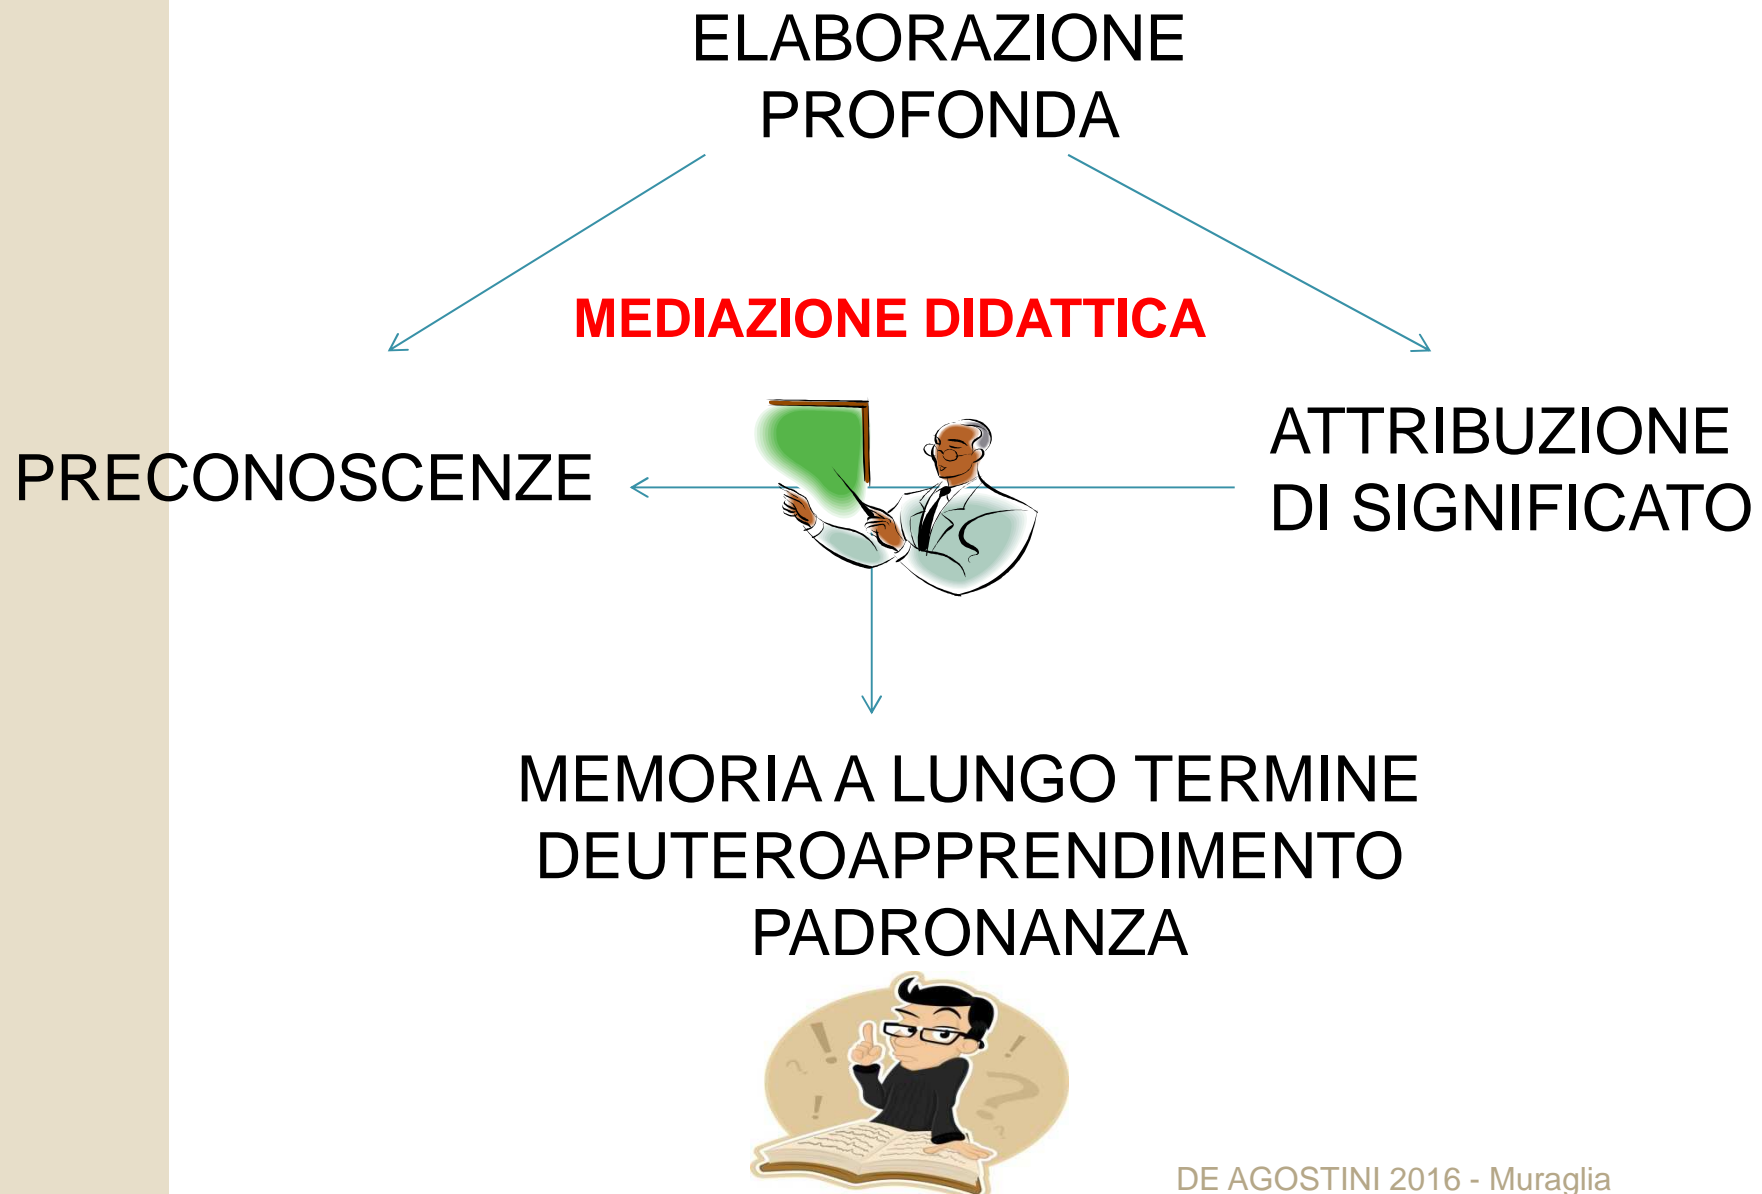 ELABORAZIONE
PROFONDA
MEDIAZIONE DIDATTICA
PRECONOSCENZE
ATTRIBUZIONE
DI SIGNIFICATO
MEMORIA A LUNGO TERMINE
DEUTEROAPPRENDIMENTO
PADRONANZA
DE AGOSTINI 2016 - Muraglia